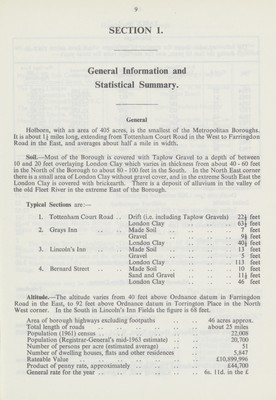 9
SECTION 1.
General Information and
Statistical Summary.
General
Holborn, with an area of 405 acres, is the smallest of the Metropolitan Boroughs.
It is about 1½ miles long, extending from Tottenham Court Road in the West to Farringdon
Road in the East, and averages about half a mile in width.
Soil.—Most of the Borough is covered with Taplow Gravel to a depth of between
10 and 20 feet overlaying London Clay which varies in thickness from about 40 - 60 feet
in the North of the Borough to about 80 - 100 feet in the South. In the North East corner
there is a small area of London Clay without gravel cover, and in the extreme South East the
London Clay is covered with brickearth. There is a deposit of alluvium in the valley of
the old Fleet River in the extreme East of the Borough.
Typical Sections are:—
1. Tottenham Court Road .. Drift (i.e. including Taplow Gravels) 22½ feet
London Clay .. .. .. 63½ feet
2. Grays Inn .. .. Made Soil .. .. .. 7 feet
Gravel .. .. .. 9½ feet
London Clay .. .. .. 40½ feet
3. Lincoln's Inn .. .. Made Soil .. .. .. 13 feet
Gravel .. .. .. 5 feet
London Clay .. .. .. 113 feet
4. Bernard Street .. .. Made Soil .. .. .. 10 feet
Sand and Gravel .. .. .. 11½ feet
London Clay .. .. .. 46 feet
Altitude.—The altitude varies from 40 feet above Ordnance datum in Farringdon
Road in the East, to 92 feet above Ordnance datum in Torrington Place in the North
West corner. In the South in Lincoln's Inn Fields the figure is 68 feet.
Area of borough highways excluding footpaths .. .. 46 acres approx.
Total length of roads .. .. .. about 25 miles
Population (1961) census .. .. .. 22,008
Population (Registrar-General's mid-1963 estimate) .. .. 20,700
Number of persons per acre (estimated average) .. .. 51
Number of dwelling houses, flats and other residences .. .. 5,847
Rateable Value .. .. .. £10,899,996
Product of penny rate, approximately .. .. .. £44,700
General rate for the year .. .. .. 6s. 11d. in the £